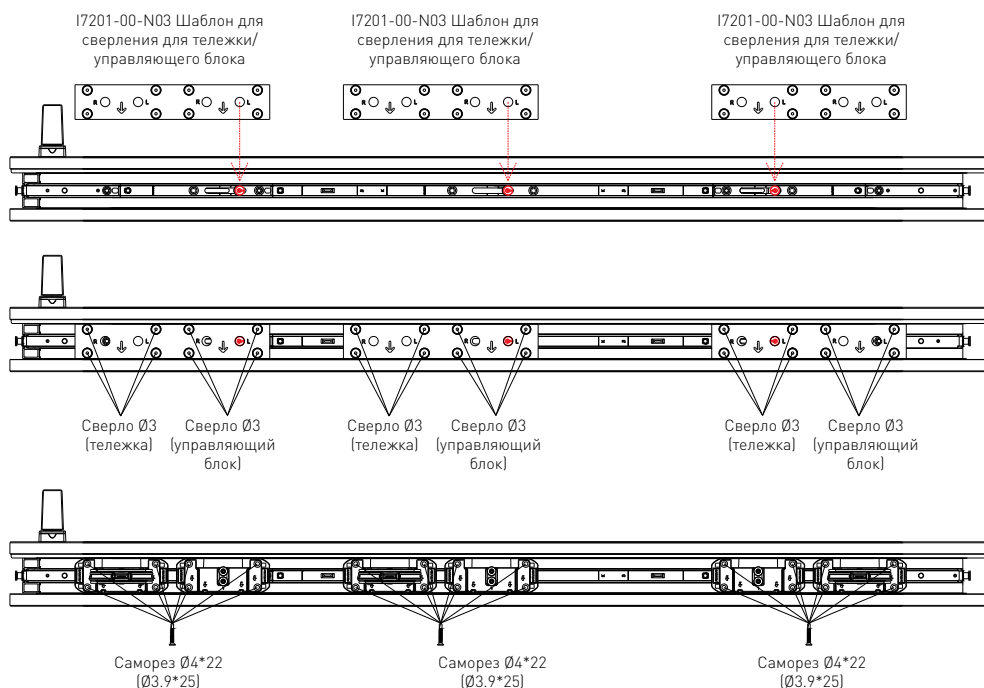 I7201-00-N03 Шаблон для
сверления для тележки/
управляющего блока
I7201-00-N03 Шаблон для
сверления для тележки/
управляющего блока
I7201-00-N03 Шаблон для
сверления для тележки/
управляющего блока
R L
R L
R L
R L
R L
R L
Сверло Ø3
(тележка)
Сверло Ø3
(управляющий
блок)
Сверло Ø3
(тележка)
Сверло Ø3
(управляющий
блок)
Сверло Ø3
(тележка)
Сверло Ø3
(управляющий
блок)
Саморез Ø4*22
(Ø3.9*25)
Саморез Ø4*22
(Ø3.9*25)
Саморез Ø4*22
(Ø3.9*25)